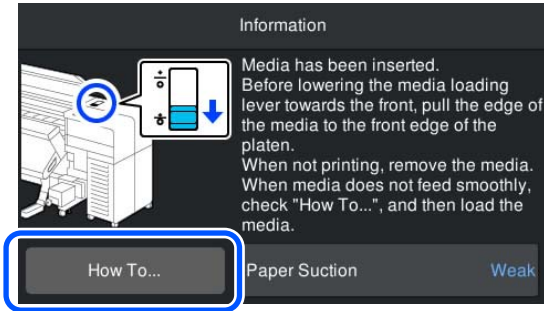 Information
Media has been inserted.
Before lowering the media loading
lever towards the front, pull the edge of
the media to the front edge of the
platen.
When not printing, remove the media.
When media does not feed smoothly,
check "How To...", and then load the
media.
How To...
Paper Suction
Weak